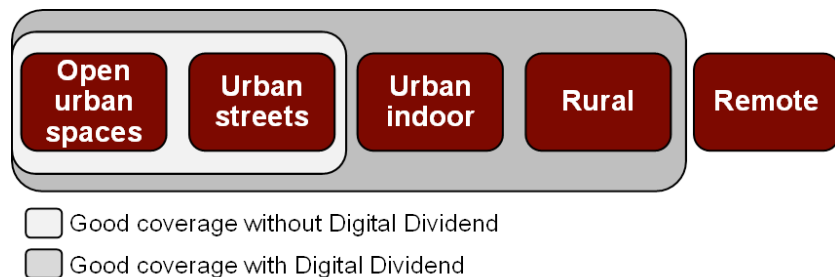 Open
urban
spaces
Urban
streets
Urban
indoor
Rural
Remote
Good coverage without Digital Dividend
Good coverage with Digital Dividend